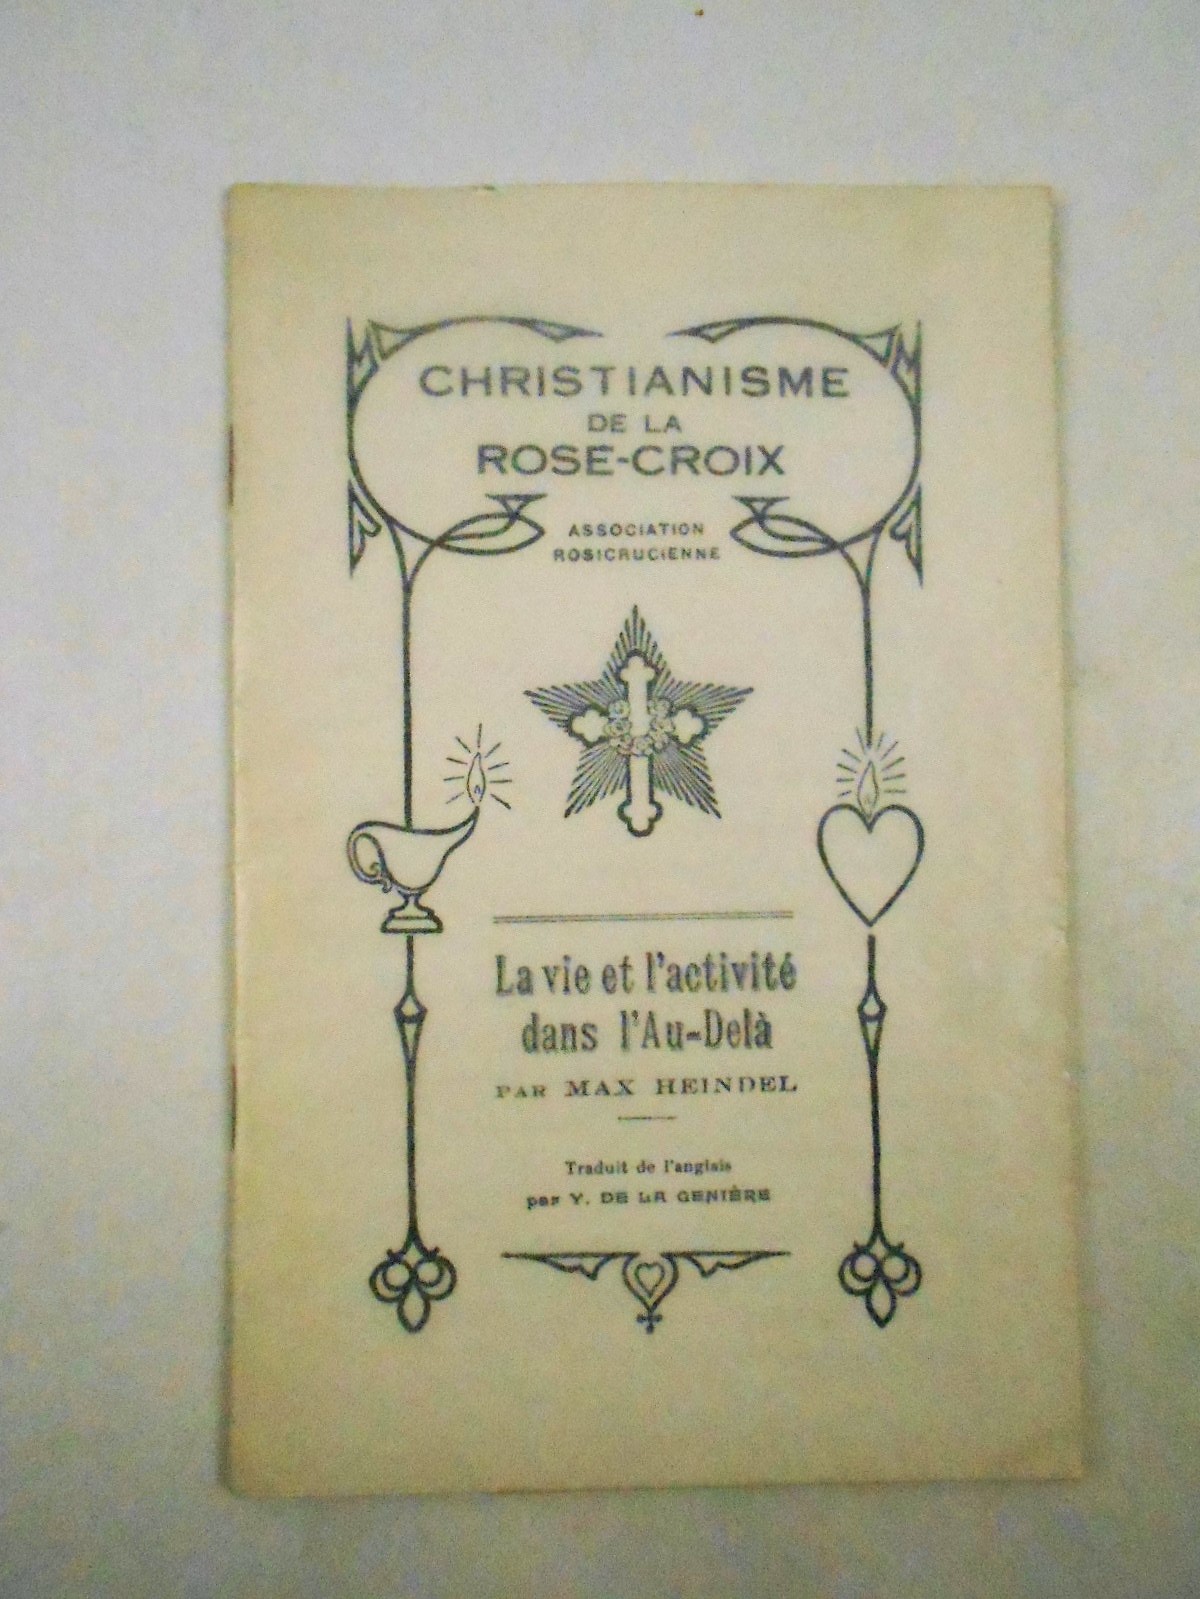 CHRISTIANISME
DE LA
ROSE-CROIX
ASSOCIATION
ROSICRUCIENNE
La vie et l'activité
dans l'Au-Delà
PAR MAX HEINDEL
Traduit de l'anglais
par Y. DE LA GENIÈRE